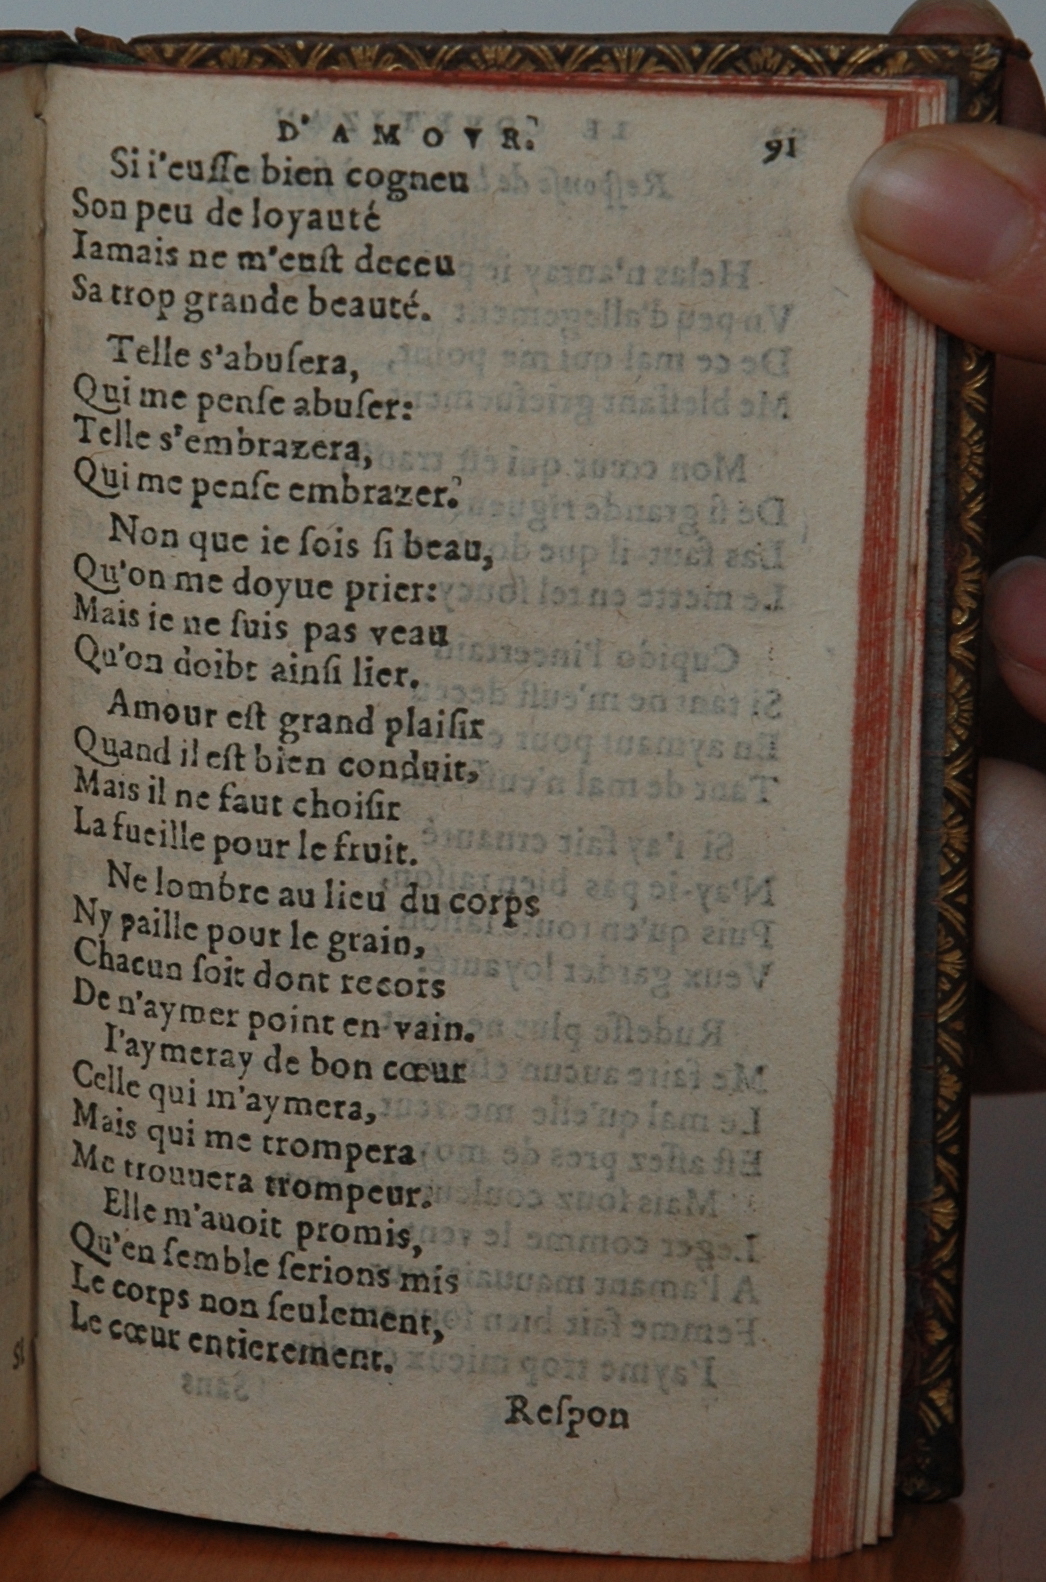 D'AMOVR.
91
Si i'eusse bien cogneu
Son peu de loyauté
Iamais ne m'eust deceu
Sa trop grande beauté.
Telle s'abusera,
Qui me pense abuser:
Telle s'embrazera,
Qui me pense embrazer.
Non que ie sois si beau,
Qu'on me doyue prier:
Mais ie ne suis pas veau
Qu'on doibt ainsi lier.
Amour est grand plaisir
Quand il est bien conduit,
Mais il ne faut choisir
La fueille pour le fruit.
Ne lombre au lieu du corps
Ny paille pour le grain,
Chacun soit dont recors
De n'aymer point en vain.
I'aymeray de bon cœur
Celle qui m'aymera,
Mais qui me trompera
Me trouuera trompeur.
Elle m'auoit promis,
Qu'en semble serions mis
Le corps non seulement,
Le cœur entierement.
Respon